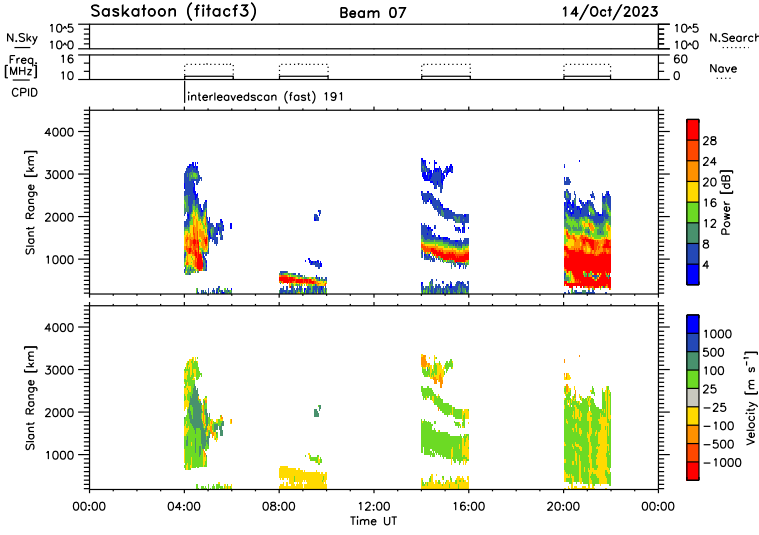 Saskatoon (fitacf3) Beam 07 14/Oct/2023
N.Sky 10^5 10^0 10^5 10^0 N.Search
Freq. [MHz] 16 10 60 0 Nave
CPID interleavedscan (fast) 191
Slant Range [km] 4000 3000 2000 1000
Power [dB] 28 24 20 16 12 8 4
Slant Range [km] 4000 3000 2000 1000
Velocity [m s⁻¹] 1000 500 100 25 −25 −100 −500 −1000
00:00 04:00 08:00 12:00 16:00 20:00 00:00
Time UT